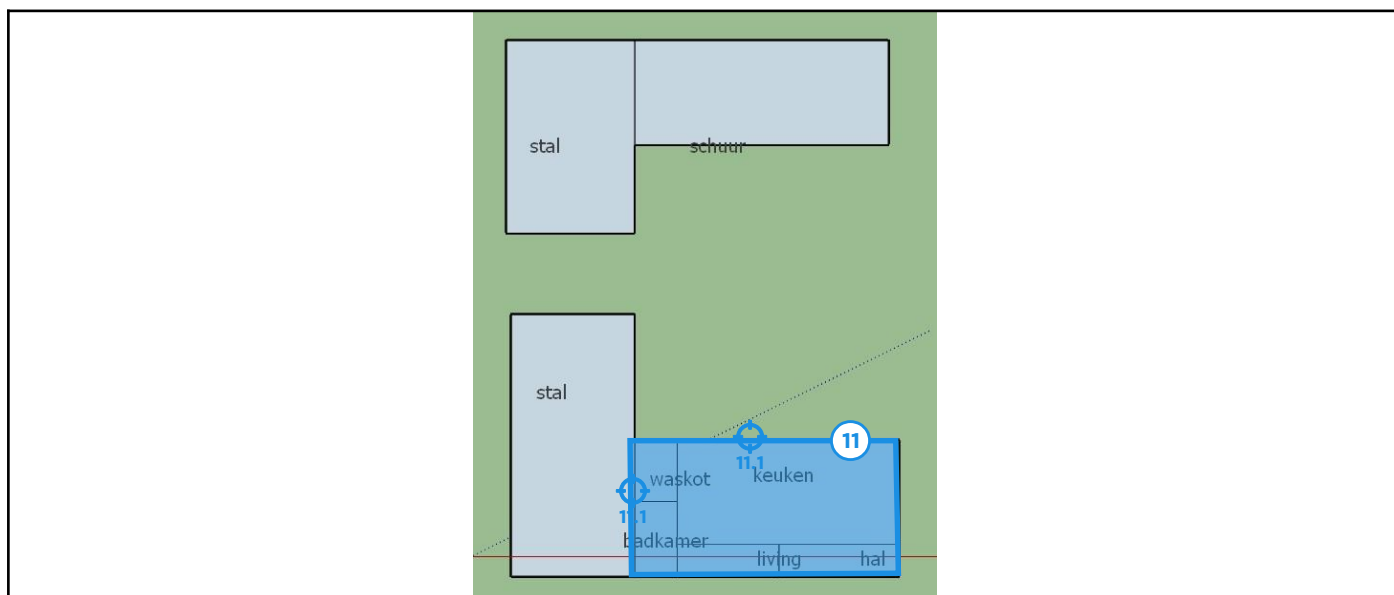 stal
schuur
stal
11
11.1
waskot
keuken
11.1
badkamer
living
hal